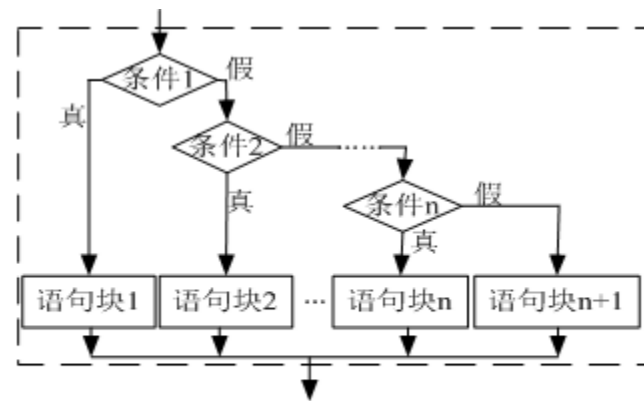 条件1
假
真
条件2
假
......
真
条件n
假
真
语句块1
语句块2
...
语句块n
语句块n+1